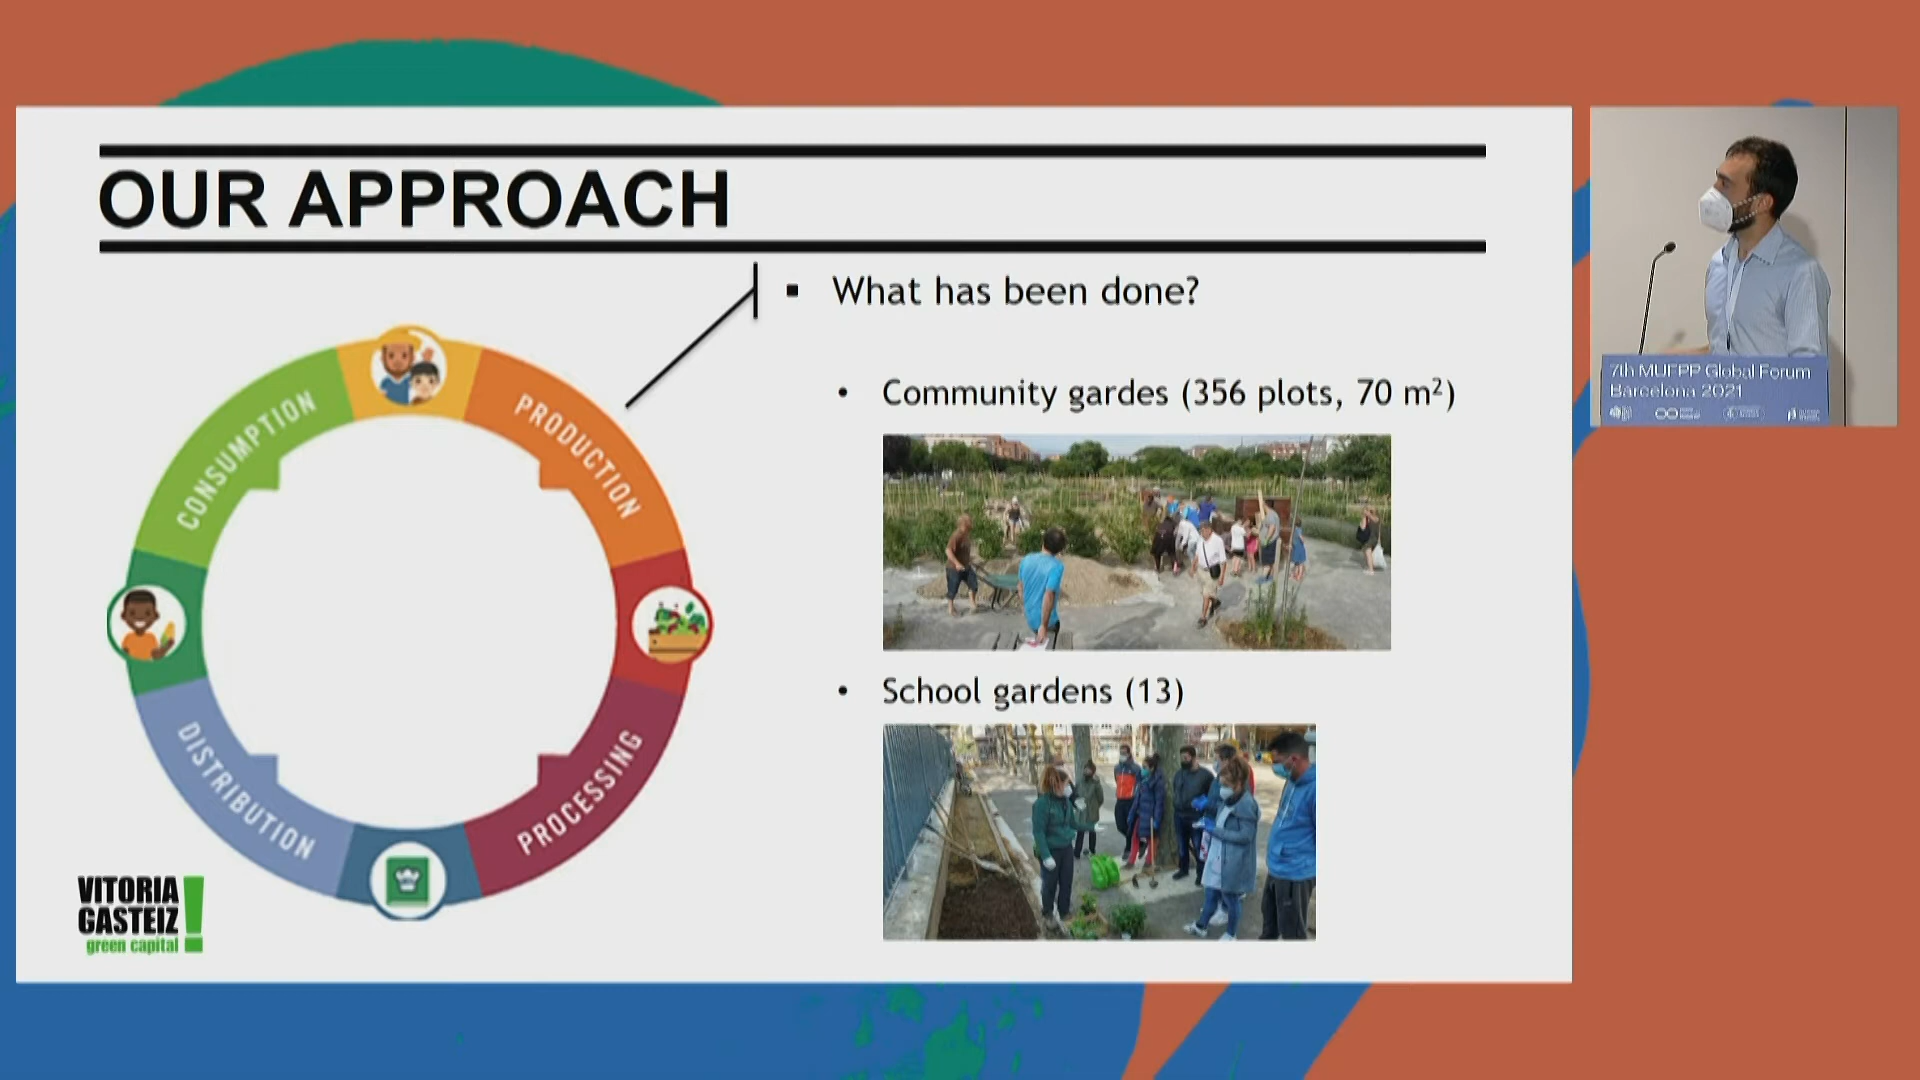 OUR APPROACH
▪ What has been done?
• Community gardes (356 plots, 70 m²)
• School gardens (13)
CONSUMPTION
PRODUCTION
DISTRIBUTION
PROCESSING
VITORIA
GASTEIZ!
green capital
7th MUFPP Global Forum
Barcelona 2021